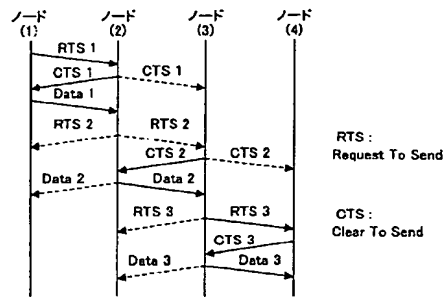 ノード ノード ノード ノード
(1) (2) (3) (4)
RTS 1
CTS 1 CTS 1
Data 1
RTS 2 RTS 2
CTS 2 CTS 2
Data 2 Data 2
RTS 3 RTS 3
CTS 3
Data 3 Data 3
RTS :
Request To Send
CTS :
Clear To Send